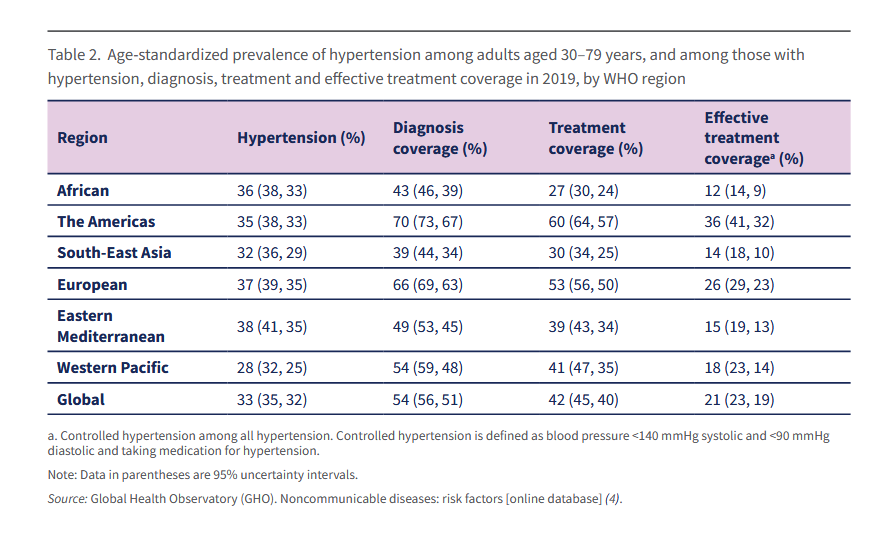 Table 2. Age-standardized prevalence of hypertension among adults aged 30–79 years, and among those with
hypertension, diagnosis, treatment and effective treatment coverage in 2019, by WHO region
Region Hypertension (%) Diagnosis coverage (%) Treatment coverage (%) Effective treatment coverageᵃ (%)
African 36 (38, 33) 43 (46, 39) 27 (30, 24) 12 (14, 9)
The Americas 35 (38, 33) 70 (73, 67) 60 (64, 57) 36 (41, 32)
South-East Asia 32 (36, 29) 39 (44, 34) 30 (34, 25) 14 (18, 10)
European 37 (39, 35) 66 (69, 63) 53 (56, 50) 26 (29, 23)
Eastern Mediterranean 38 (41, 35) 49 (53, 45) 39 (43, 34) 15 (19, 13)
Western Pacific 28 (32, 25) 54 (59, 48) 41 (47, 35) 18 (23, 14)
Global 33 (35, 32) 54 (56, 51) 42 (45, 40) 21 (23, 19)
a. Controlled hypertension among all hypertension. Controlled hypertension is defined as blood pressure <140 mmHg systolic and <90 mmHg
diastolic and taking medication for hypertension.
Note: Data in parentheses are 95% uncertainty intervals.
Source: Global Health Observatory (GHO). Noncommunicable diseases: risk factors [online database] (4).